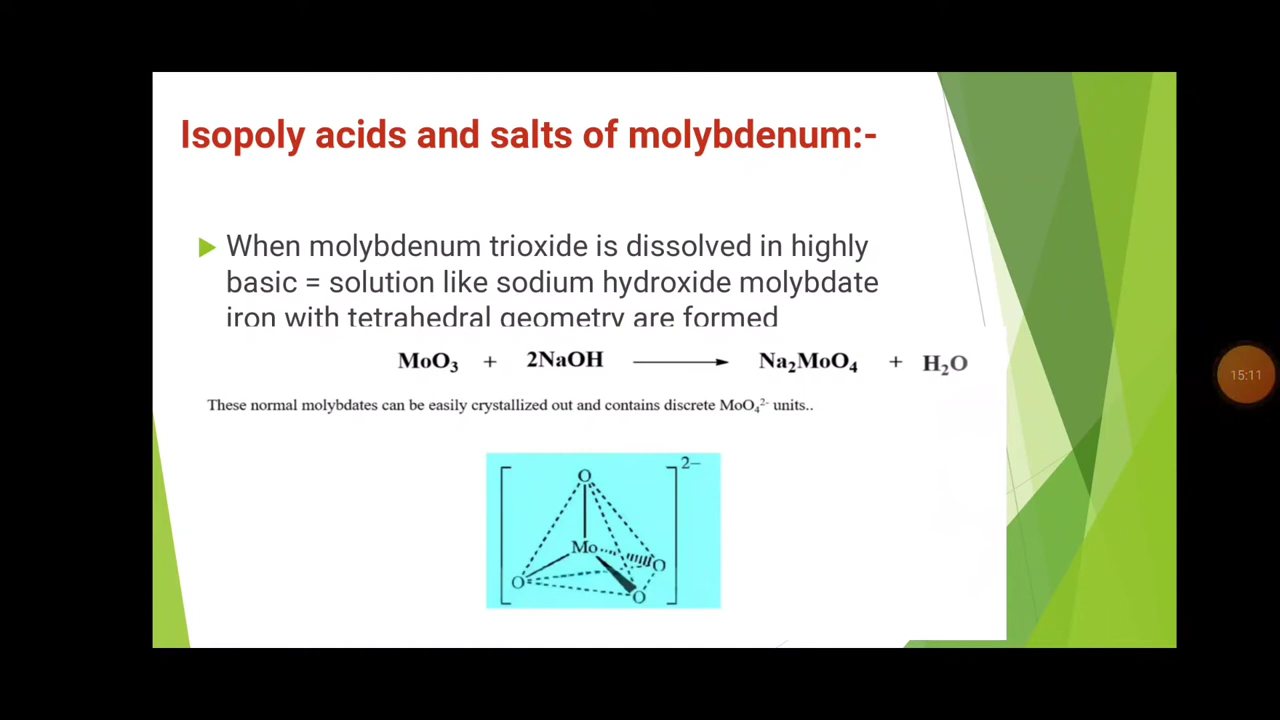 Isopoly acids and salts of molybdenum:-
When molybdenum trioxide is dissolved in highly
basic = solution like sodium hydroxide molybdate
iron with tetrahedral geometry are formed
MoO₃ + 2NaOH ⟶ Na₂MoO₄ + H₂O
These normal molybdates can be easily crystallized out and contains discrete MoO₄²⁻ units..
2−
O
Mo
O
O
O
15:11